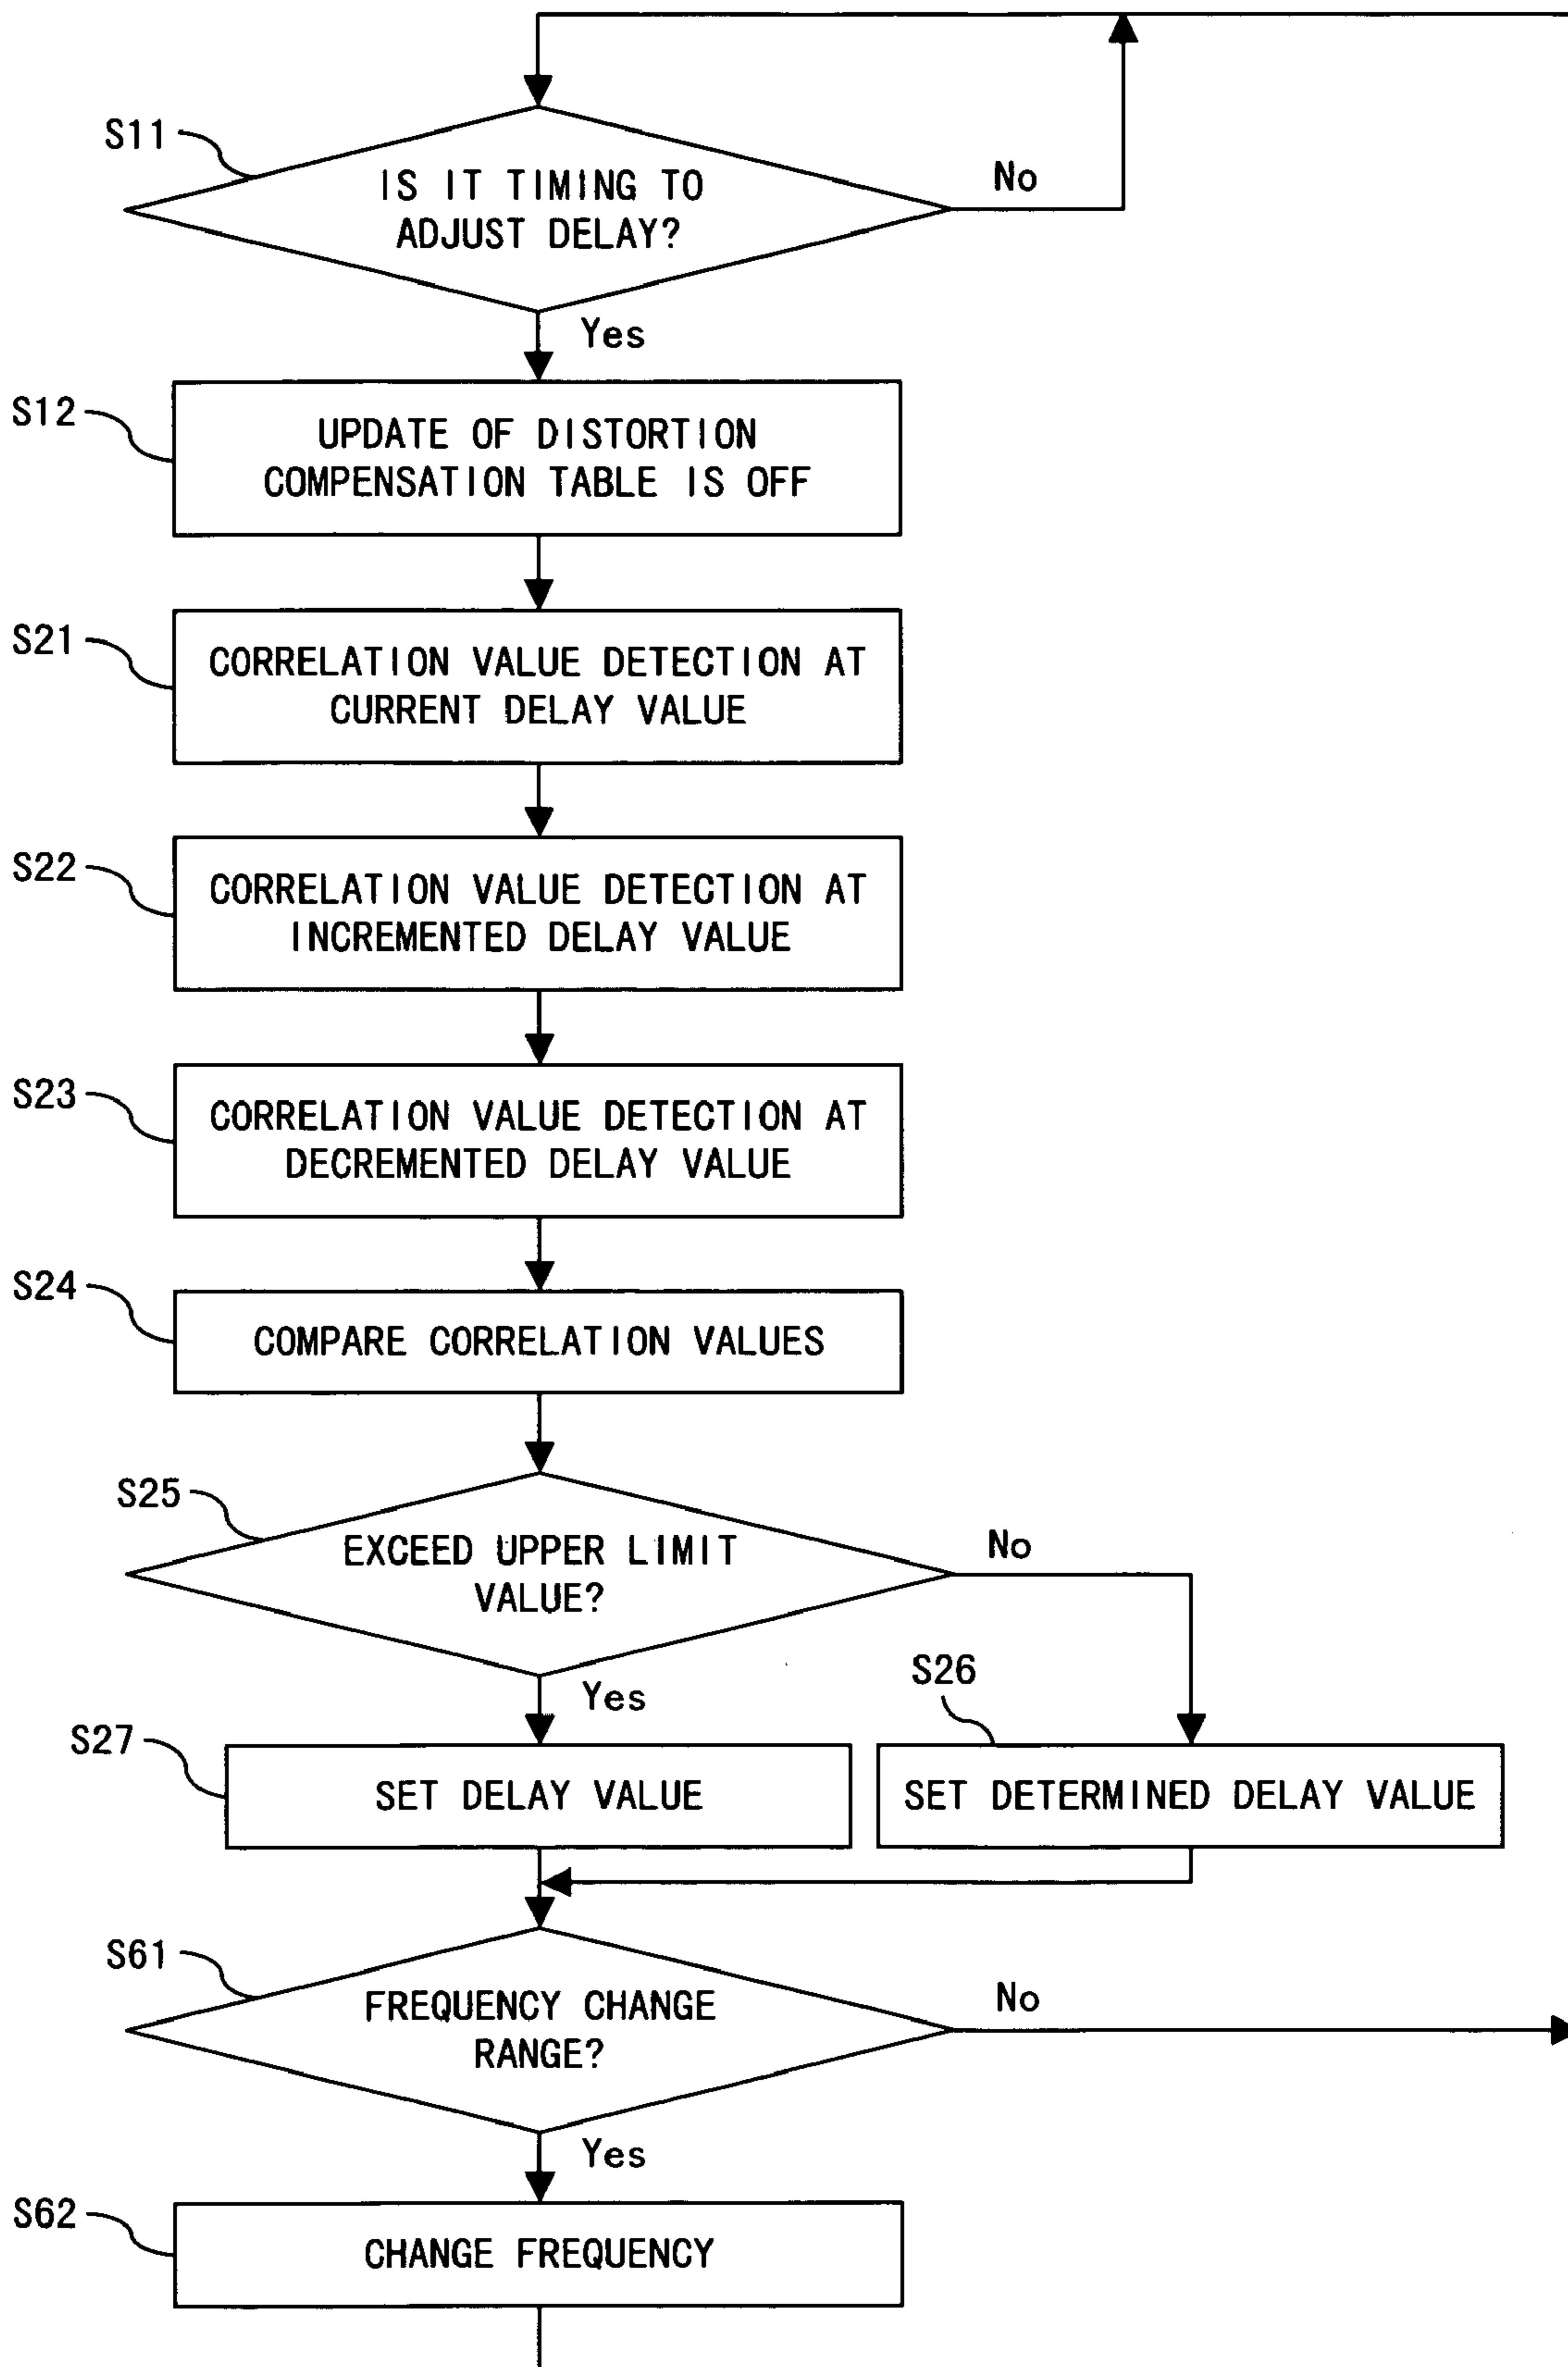 S11
IS IT TIMING TO
ADJUST DELAY?
No
Yes
S12
UPDATE OF DISTORTION
COMPENSATION TABLE IS OFF
S21
CORRELATION VALUE DETECTION AT
CURRENT DELAY VALUE
S22
CORRELATION VALUE DETECTION AT
INCREMENTED DELAY VALUE
S23
CORRELATION VALUE DETECTION AT
DECREMENTED DELAY VALUE
S24
COMPARE CORRELATION VALUES
S25
EXCEED UPPER LIMIT
VALUE?
No
Yes
S26
S27
SET DELAY VALUE
SET DETERMINED DELAY VALUE
S61
FREQUENCY CHANGE
RANGE?
No
Yes
S62
CHANGE FREQUENCY